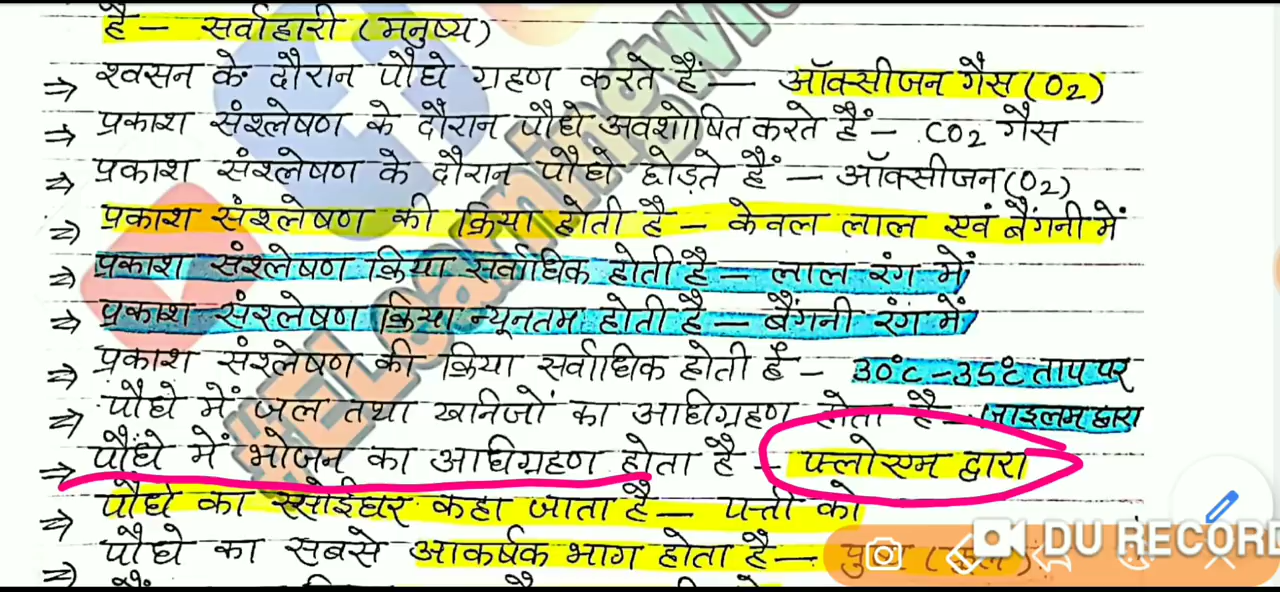 है — सर्वाहारी (मनुष्य)
⇒ श्वसन के दौरान पौधे ग्रहण करते हैं — ऑक्सीजन गैस (O2)
⇒ प्रकाश संश्लेषण के दौरान पौधे अवशोषित करते हैं — CO2 गैस
⇒ प्रकाश संश्लेषण के दौरान पौधे छोड़ते हैं — ऑक्सीजन (O2)
⇒ प्रकाश संश्लेषण की क्रिया होती है — केवल लाल एवं बैंगनी में
⇒ प्रकाश संश्लेषण क्रिया सर्वाधिक होती है — लाल रंग में
⇒ प्रकाश संश्लेषण क्रिया न्यूनतम होती है — बैंगनी रंग में
⇒ प्रकाश संश्लेषण की क्रिया सर्वाधिक होती है — 30°c – 35°c ताप पर
⇒ पौधे में जल तथा खनिजों का अधिग्रहण होता है — जाइलम द्वारा
⇒ पौधे में भोजन का अधिग्रहण होता है — फ्लोएम द्वारा
⇒ पौधे का रसोईघर कहा जाता है — पत्ती को
⇒ पौधे का सबसे आकर्षक भाग होता है —
#ELearning
DU RECORD